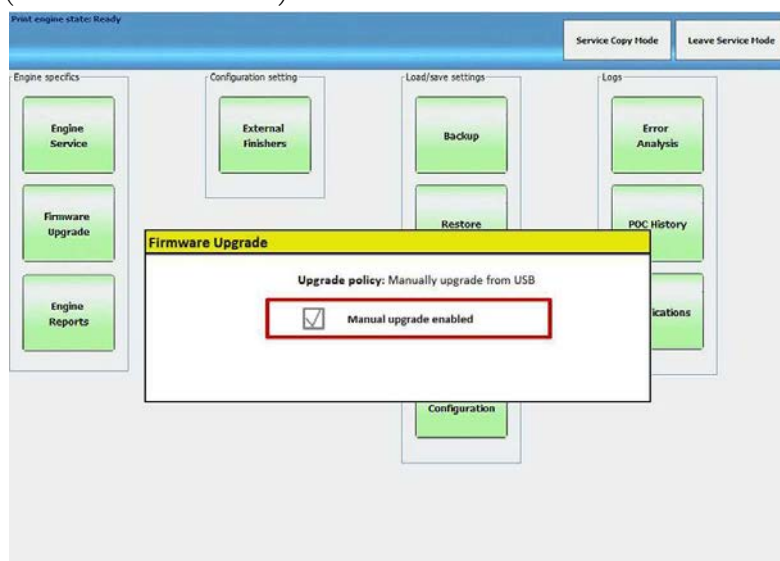 Print engine state: Ready
Service Copy Mode
Leave Service Mode
Engine specifics
Configuration setting
Load/save settings
Logs
Engine
Service
External
Finishers
Backup
Error
Analysis
Firmware
Upgrade
Restore
POC History
Firmware Upgrade
Upgrade policy: Manually upgrade from USB
Manual upgrade enabled
Engine
Reports
ications
Configuration